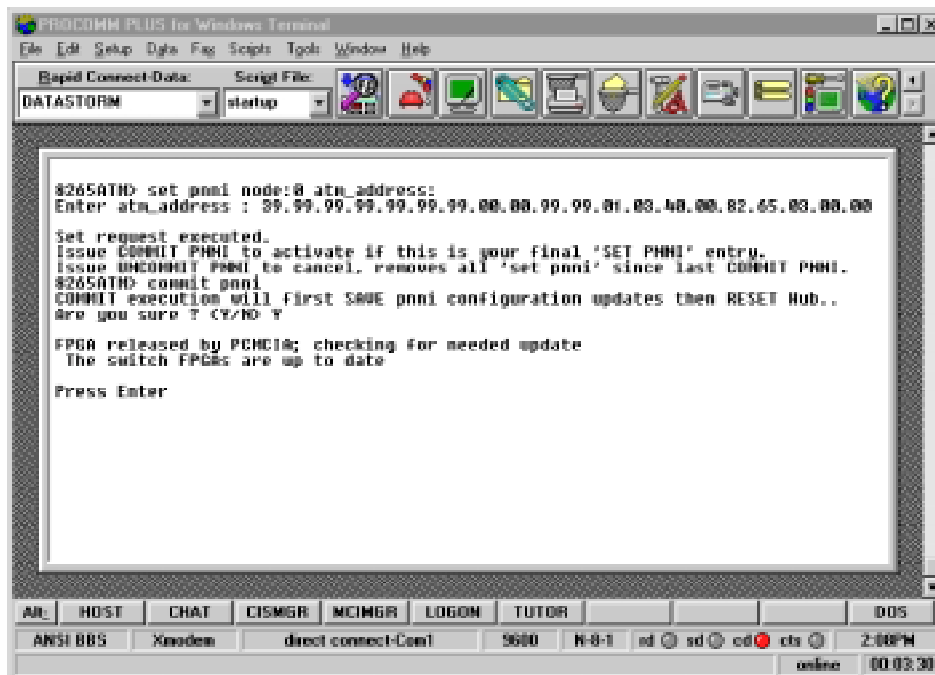 PROCOMM PLUS for Windows Terminal
File Edit Setup Data Fax Scripts Tools Window Help
Rapid Connect-Data: Script File:
DATASTORM startup
8265ATM> set pnni node:0 atm_address:
Enter atm_address : 39.99.99.99.99.99.99.00.00.99.99.01.03.40.00.82.65.03.00.00
Set request executed.
Issue COMMIT PNNI to activate if this is your final 'SET PNNI' entry.
Issue UNCOMMIT PNNI to cancel, removes all 'set pnni' since last COMMIT PNNI.
8265ATM> commit pnni
COMMIT execution will first SAVE pnni configuration updates then RESET Hub..
Are you sure ? (Y/N) Y
FPGA released by PCMCIA; checking for needed update
The switch FPGAs are up to date
Press Enter
Alt: HOST CHAT CISMGR MCIMGR LOGON TUTOR DOS
ANSI BBS Xmodem direct connect-Com1 9600 N-8-1 rd sd cd cts 2:08PM
online 00:03:30